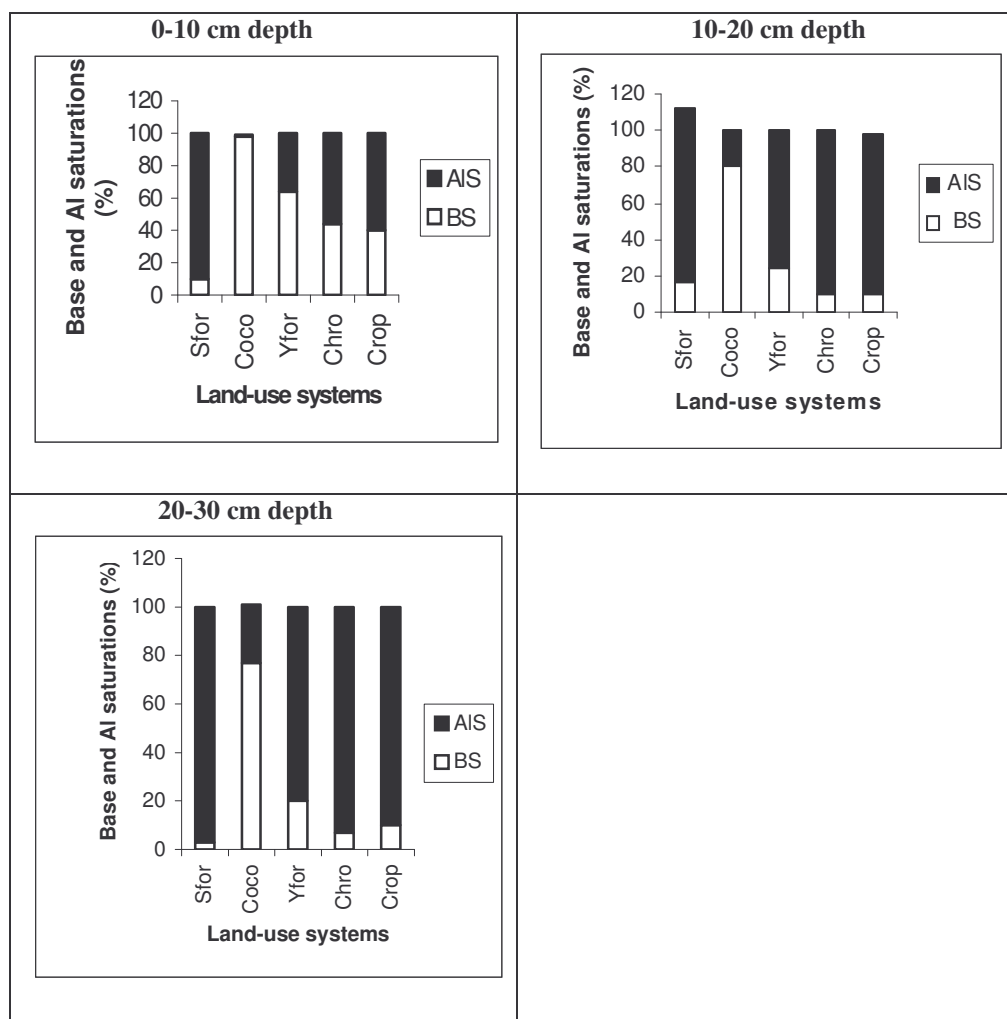 0-10 cm depth
Base and Al saturations
(%)
120
100
80
60
40
20
0
Sfor
Coco
Yfor
Chro
Crop
Land-use systems
AlS
BS
10-20 cm depth
Base and Al saturations (%)
120
100
80
60
40
20
0
Sfor
Coco
Yfor
Chro
Crop
Land-use systems
AlS
BS
20-30 cm depth
Base and Al saturations (%)
120
100
80
60
40
20
0
Sfor
Coco
Yfor
Chro
Crop
Land-use systems
AlS
BS